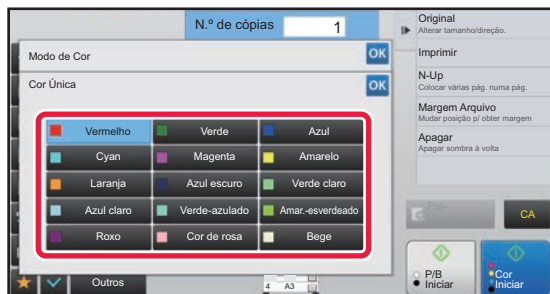 N.º de cópias
1
Original
Alterar tamanho/direção.
Modo de Cor
OK
Imprimir
Cor Única
OK
N-Up
Colocar várias pág. numa pág.
Margem Arquivo
Mudar posição p/ obter margem
Vermelho
Verde
Azul
Apagar
Apagar sombra à volta
Cyan
Magenta
Amarelo
Laranja
Azul escuro
Verde claro
Azul claro
Verde-azulado
Amar.-esverdeado
Pré-
CA
Roxo
Cor de rosa
Bege
Outros
4 A3
P/B
Iniciar
Cor
Iniciar